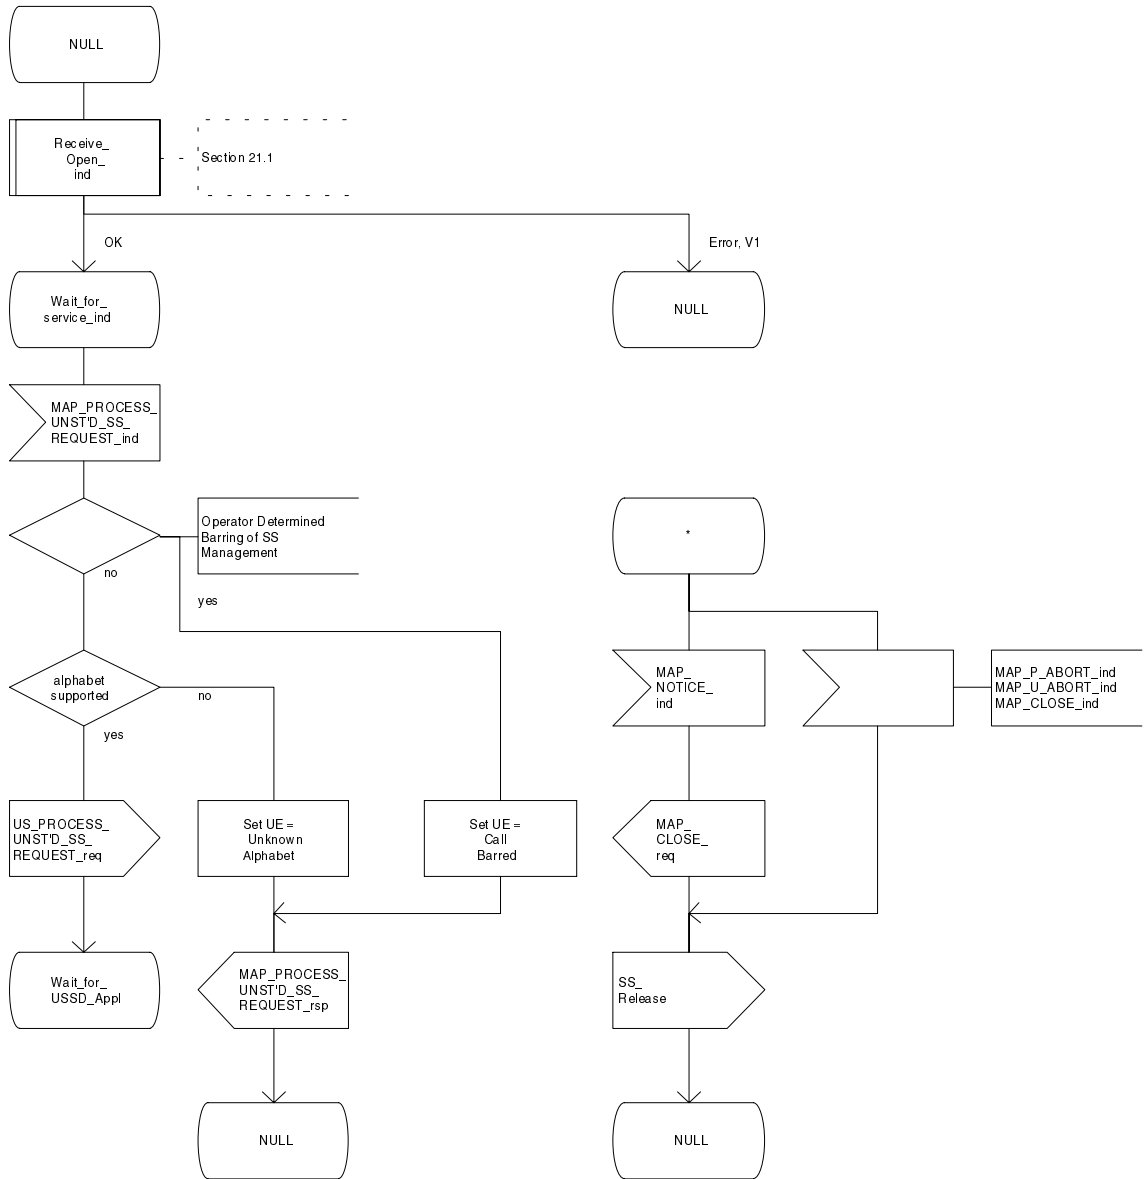 NULL
Receive_
Open_
ind
Section 21.1
OK
Error, V1
Wait_for_
service_ind
NULL
MAP_PROCESS_
UNST'D_SS_
REQUEST_ind
Operator Determined
Barring of SS
Management
no
yes
*
alphabet
supported
no
yes
MAP_
NOTICE_
ind
MAP_P_ABORT_ind
MAP_U_ABORT_ind
MAP_CLOSE_ind
US_PROCESS_
UNST'D_SS_
REQUEST_req
Set UE =
Unknown
Alphabet
Set UE =
Call
Barred
MAP_
CLOSE_
req
Wait_for_
USSD_Appl
MAP_PROCESS_
UNST'D_SS_
REQUEST_rsp
SS_
Release
NULL
NULL